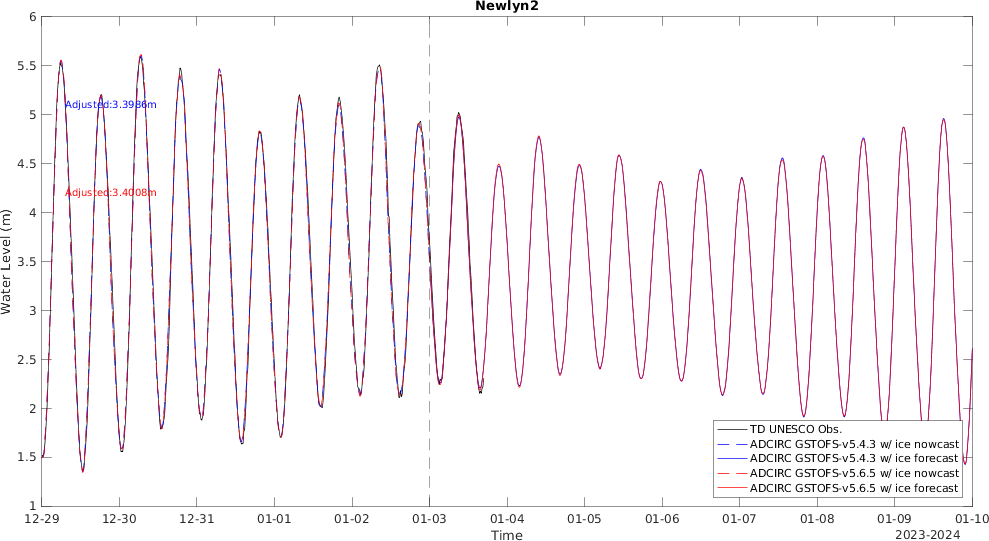 Newlyn2
6
5.5
5
4.5
4
3.5
3
2.5
2
1.5
1
Water Level (m)
Adjusted:3.3986m
Adjusted:3.4008m
TD UNESCO Obs.
ADCIRC GSTOFS-v5.4.3 w/ ice nowcast
ADCIRC GSTOFS-v5.4.3 w/ ice forecast
ADCIRC GSTOFS-v5.6.5 w/ ice nowcast
ADCIRC GSTOFS-v5.6.5 w/ ice forecast
12-29 12-30 12-31 01-01 01-02 01-03 01-04 01-05 01-06 01-07 01-08 01-09 01-10
Time
2023-2024